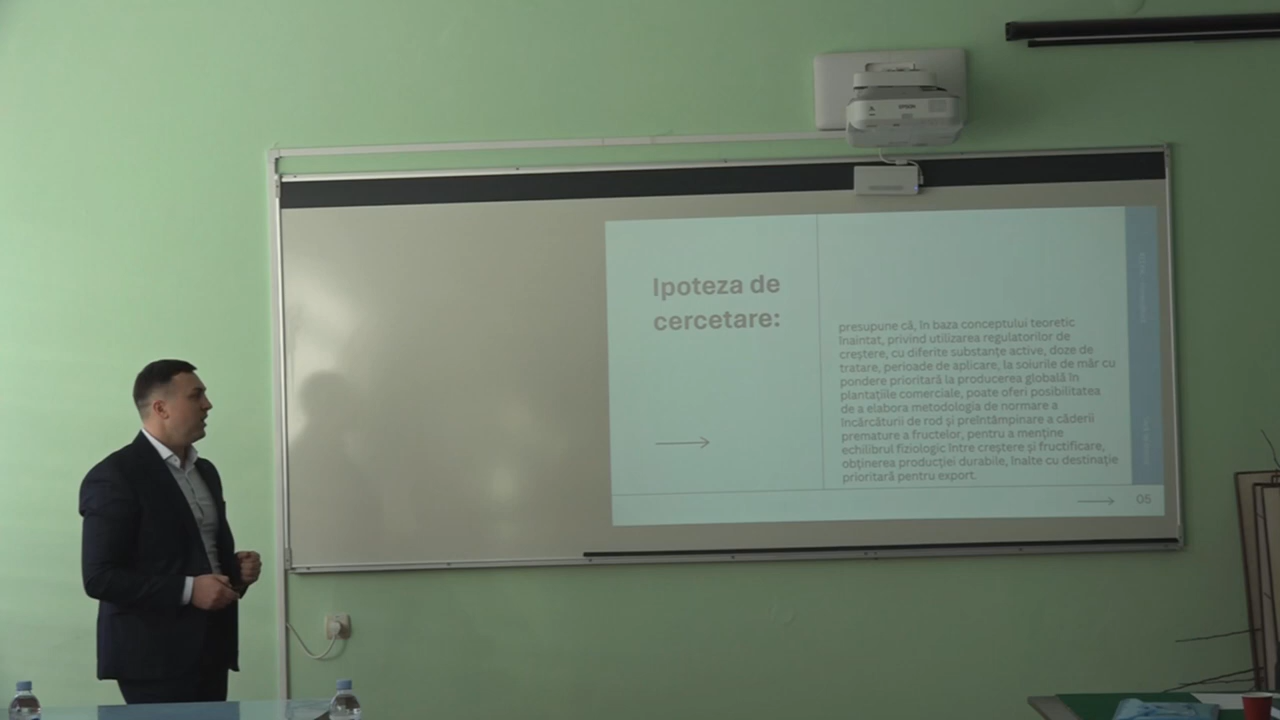 EPSON
Ipoteza de
cercetare:
presupune că, în baza conceptului teoretic
înaintat, privind utilizarea regulatorilor de
creștere, cu diferite substanțe active, doze de
tratare, perioade de aplicare, la soiurile de măr cu
pondere prioritară la producerea globală în
plantațiile comerciale, poate oferi posibilitatea
de a elabora metodologia de normare a
încărcăturii de rod și preîntâmpinare a căderii
premature a fructelor, pentru a menține
echilibrul fiziologic între creștere și fructificare,
obținerea producției durabile, înalte cu destinație
prioritară pentru export.
05